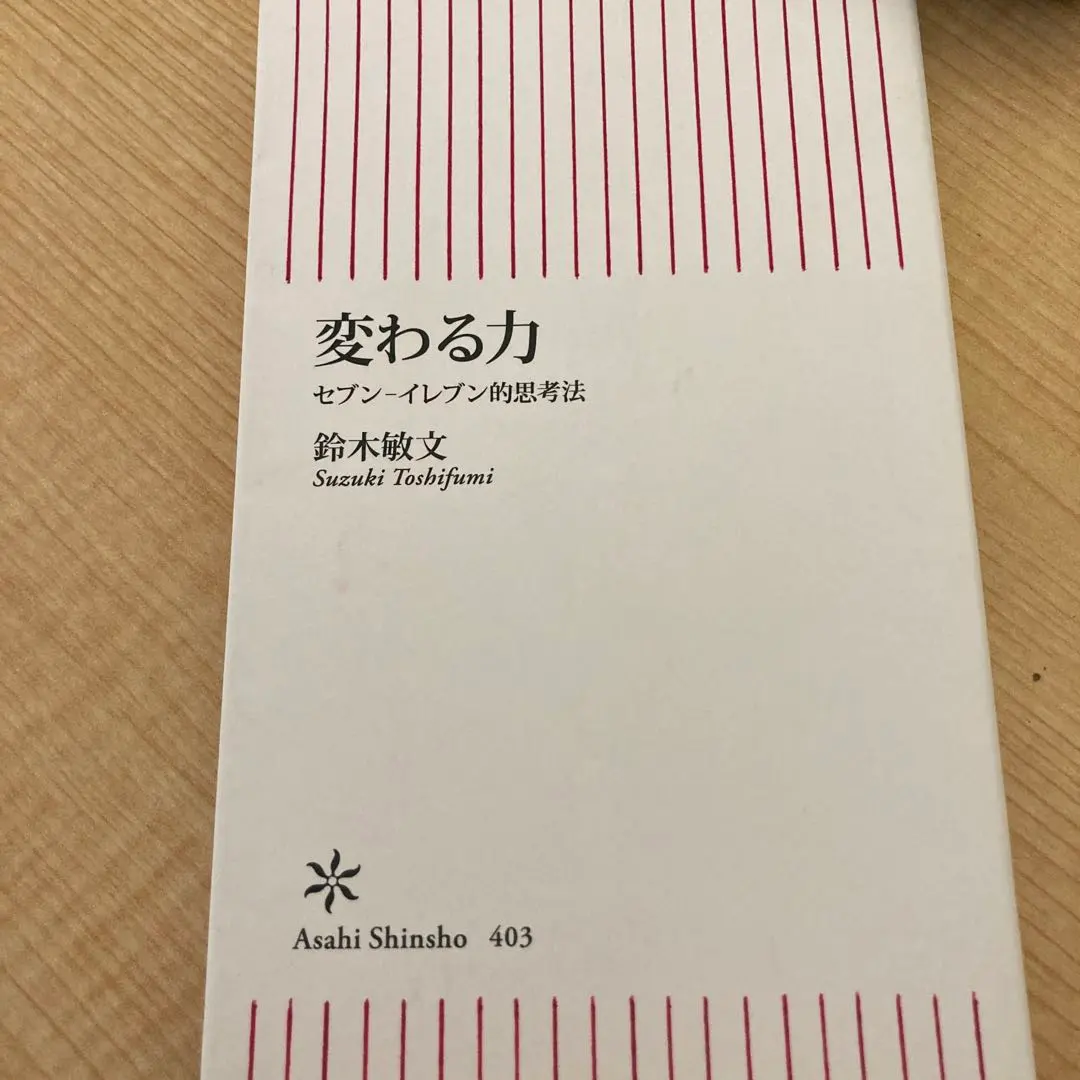 変わる力
セブン-イレブン的思考法
鈴木敏文
Suzuki Toshifumi
Asahi Shinsho 403